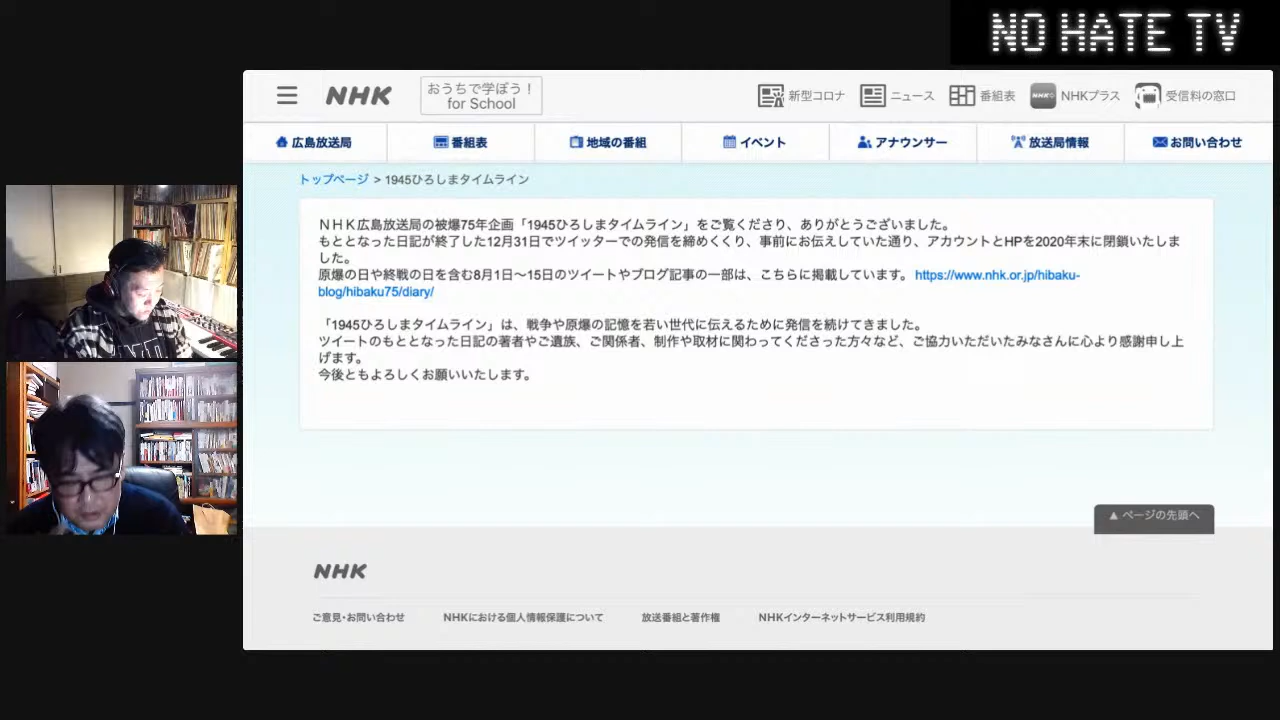 NO HATE TV
NHK
おうちで学ぼう！
for School
新型コロナ
ニュース
番組表
NHKプラス
受信料の窓口
広島放送局
番組表
地域の番組
イベント
アナウンサー
放送局情報
お問い合わせ
トップページ > 1945ひろしまタイムライン
ＮＨＫ広島放送局の被爆75年企画「1945ひろしまタイムライン」をご覧くださり、ありがとうございました。
もととなった日記が終了した12月31日でツイッターでの発信を締めくくり、事前にお伝えしていた通り、アカウントとHPを2020年末に閉鎖いたしま
した。
原爆の日や終戦の日を含む8月1日〜15日のツイートやブログ記事の一部は、こちらに掲載しています。https://www.nhk.or.jp/hibaku-
blog/hibaku75/diary/
「1945ひろしまタイムライン」は、戦争や原爆の記憶を若い世代に伝えるために発信を続けてきました。
ツイートのもととなった日記の著者やご遺族、ご関係者、制作や取材に関わってくださった方々など、ご協力いただいたみなさんに心より感謝申し上
げます。
今後ともよろしくお願いいたします。
▲ ページの先頭へ
NHK
ご意見・お問い合わせ
NHKにおける個人情報保護について
放送番組と著作権
NHKインターネットサービス利用規約